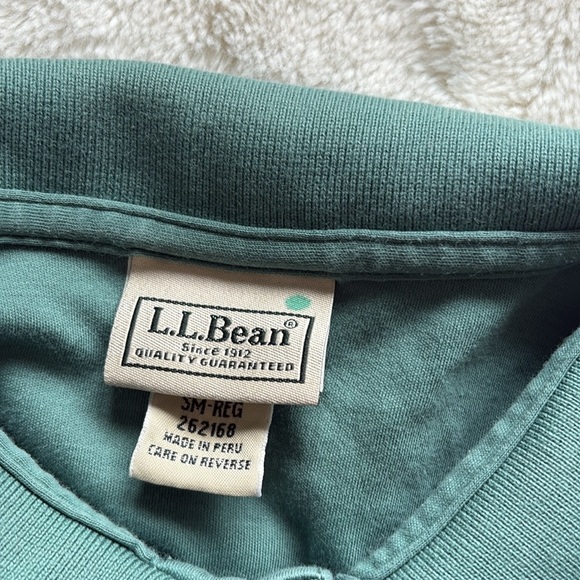 L.L.Bean®
Since 1912
QUALITY GUARANTEED
SM-REG
262168
MADE IN PERU
CARE ON REVERSE